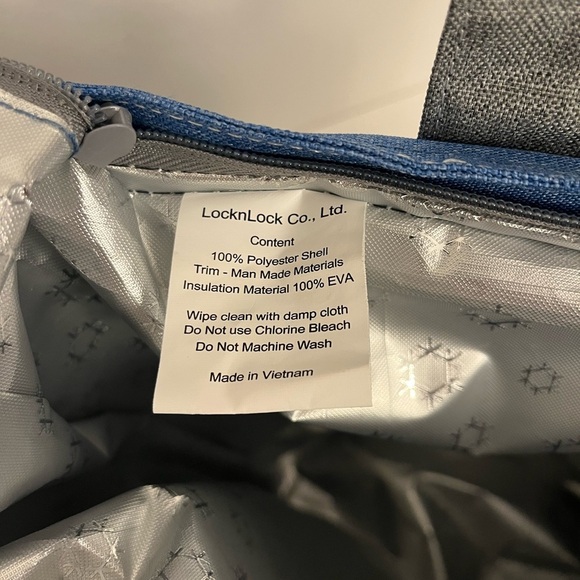 LocknLock Co., Ltd.
Content
100% Polyester Shell
Trim - Man Made Materials
Insulation Material 100% EVA
Wipe clean with damp cloth
Do Not use Chlorine Bleach
Do Not Machine Wash
Made in Vietnam